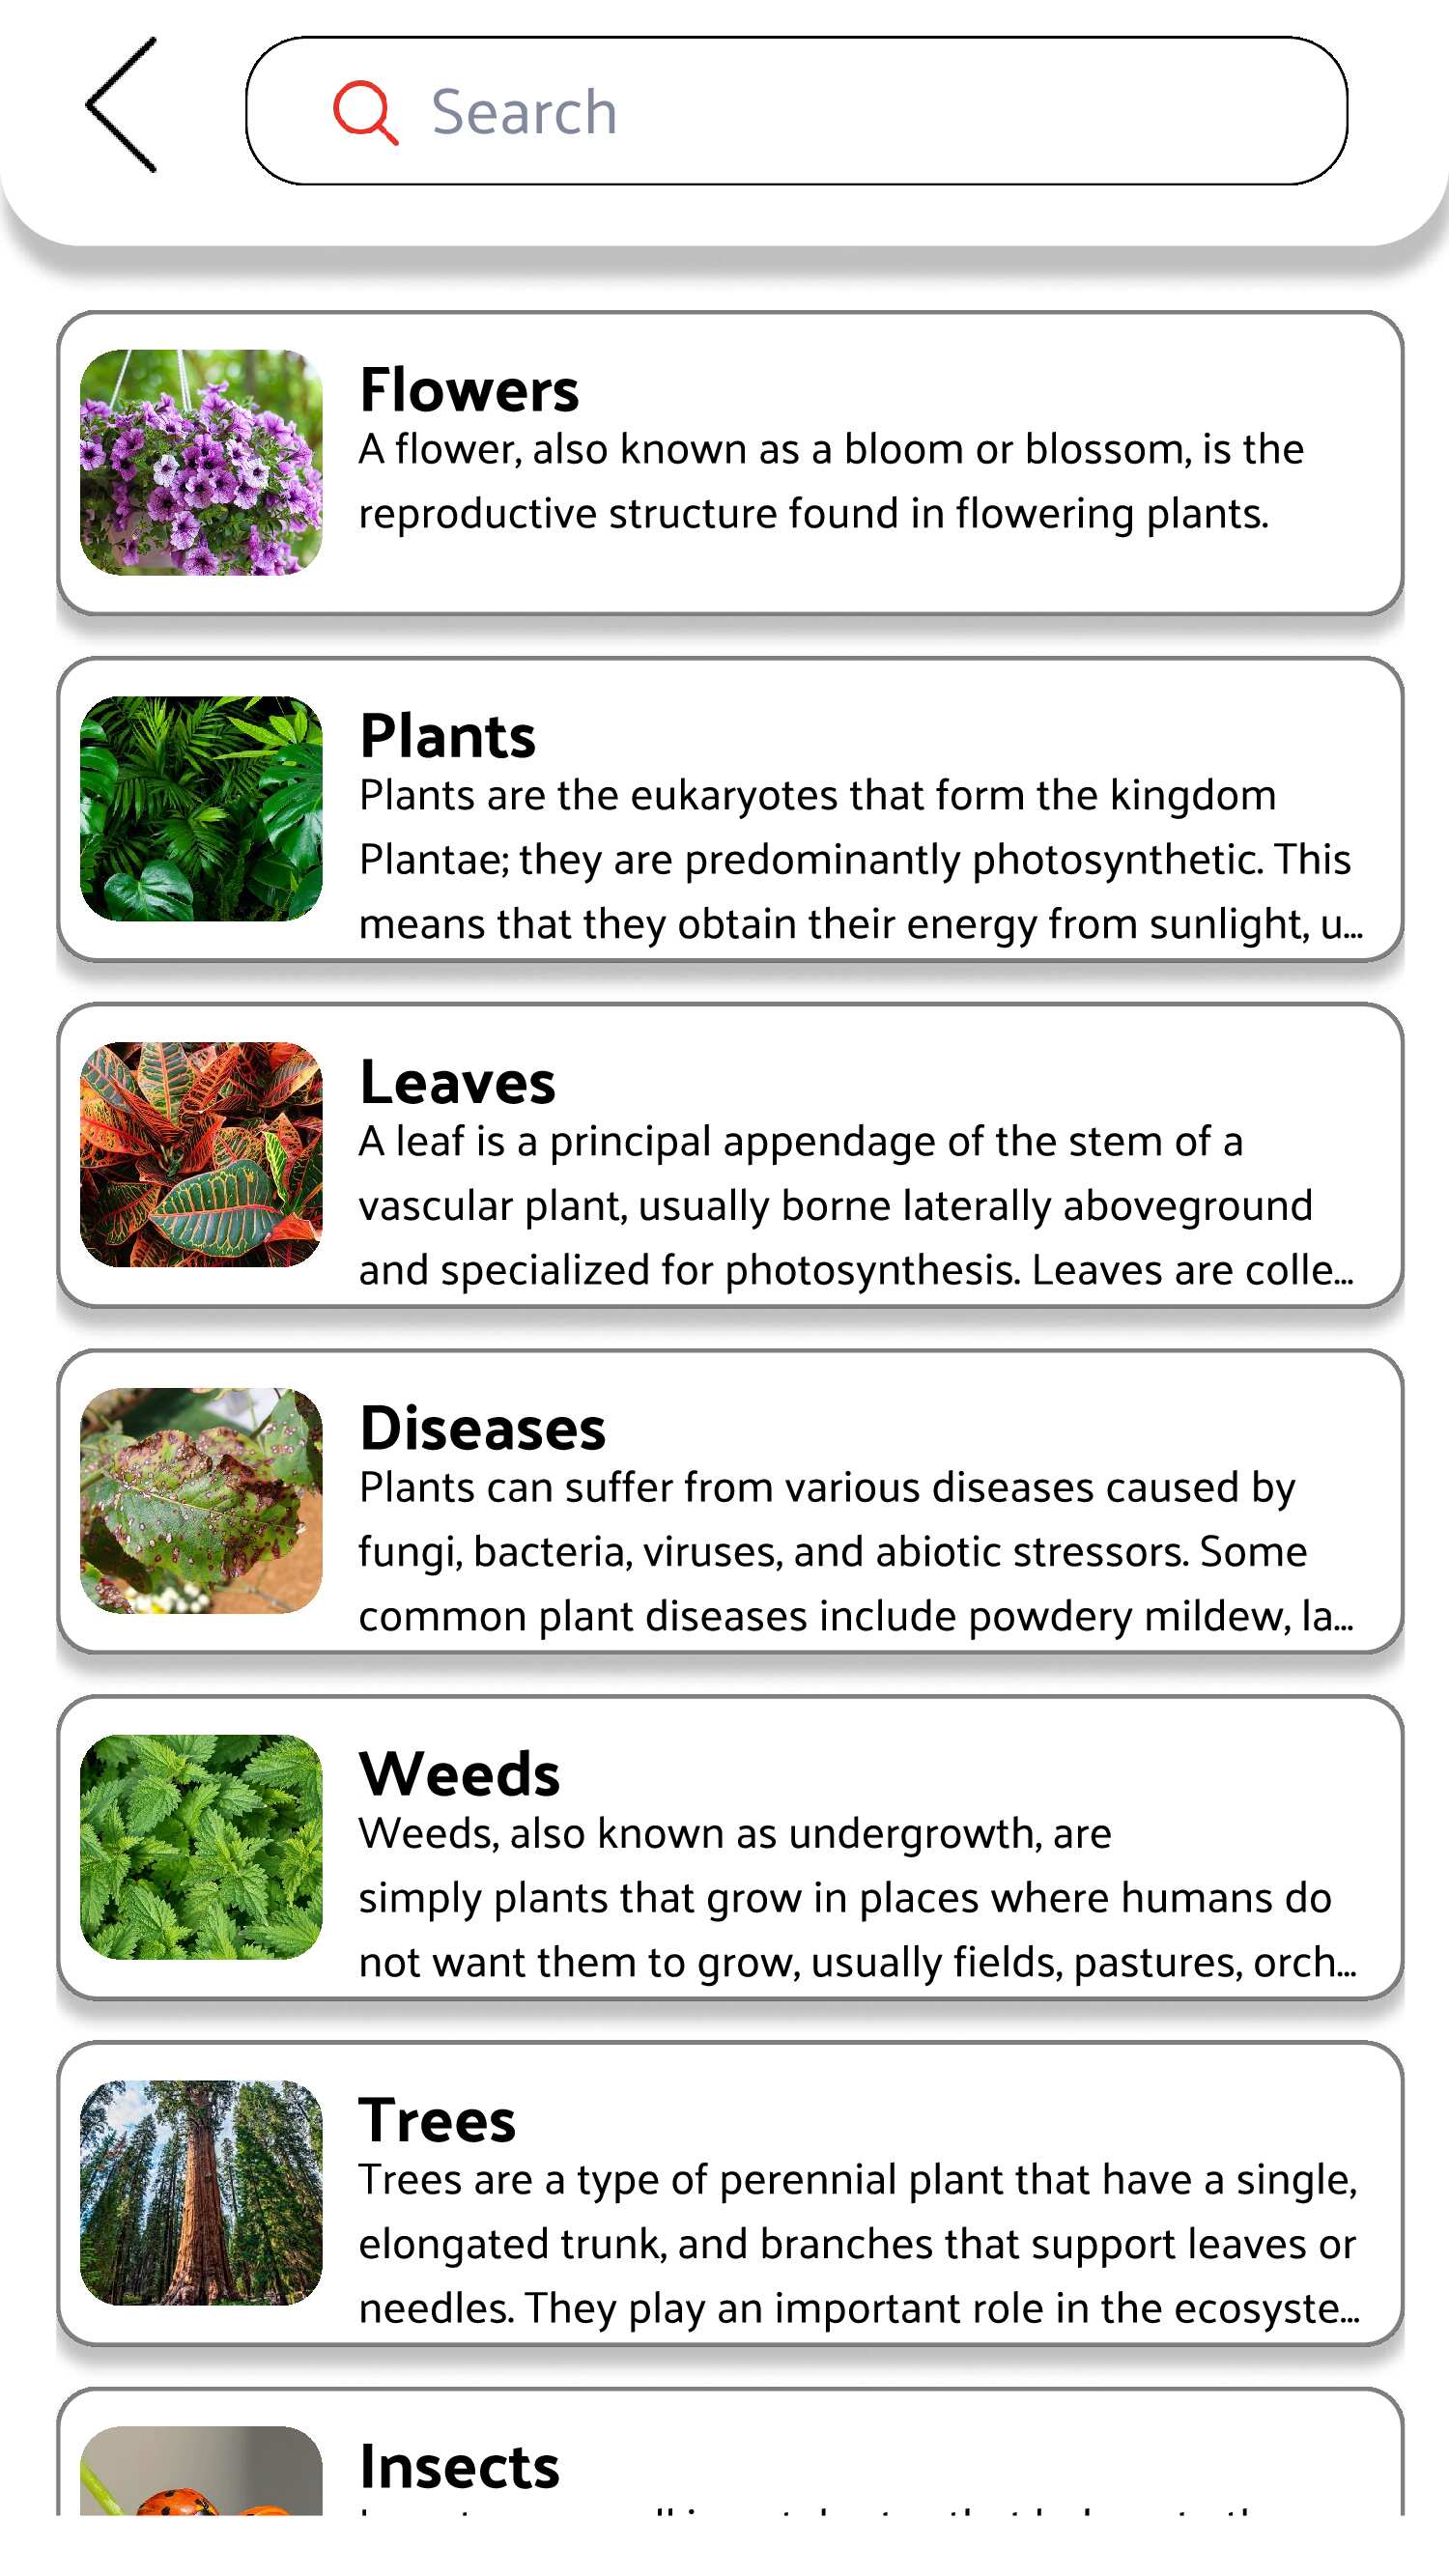 Search
Flowers
A flower, also known as a bloom or blossom, is the
reproductive structure found in flowering plants.
Plants
Plants are the eukaryotes that form the kingdom
Plantae; they are predominantly photosynthetic. This
means that they obtain their energy from sunlight, u...
Leaves
A leaf is a principal appendage of the stem of a
vascular plant, usually borne laterally aboveground
and specialized for photosynthesis. Leaves are colle...
Diseases
Plants can suffer from various diseases caused by
fungi, bacteria, viruses, and abiotic stressors. Some
common plant diseases include powdery mildew, la...
Weeds
Weeds, also known as undergrowth, are
simply plants that grow in places where humans do
not want them to grow, usually fields, pastures, orch...
Trees
Trees are a type of perennial plant that have a single,
elongated trunk, and branches that support leaves or
needles. They play an important role in the ecosyste...
Insects